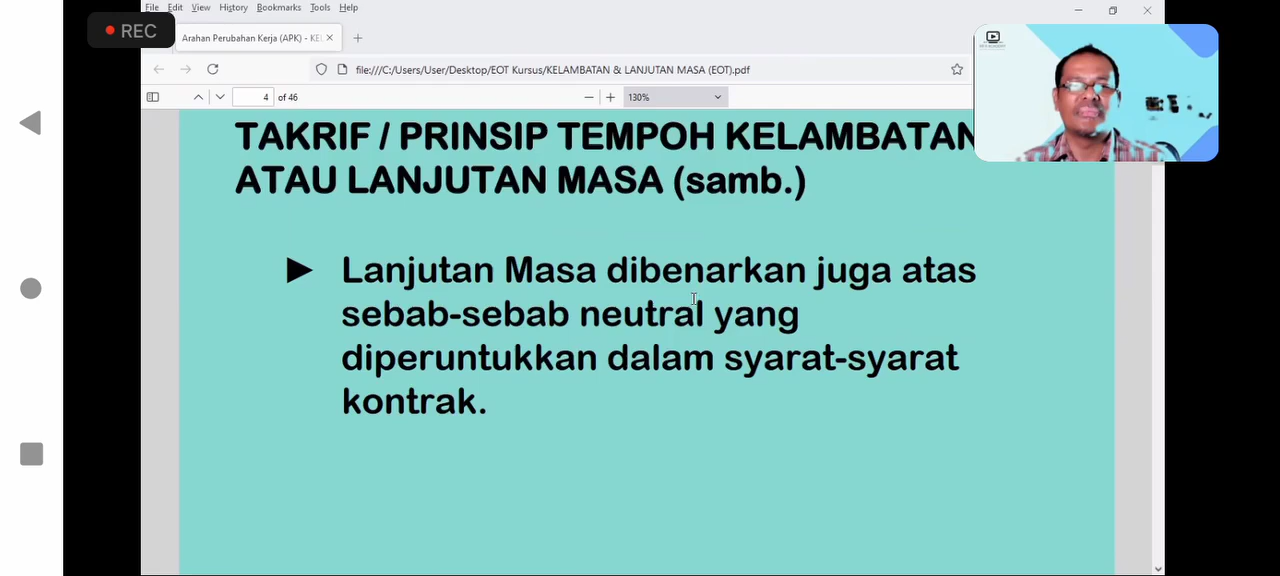 File Edit View History Bookmarks Tools Help
REC
Arahan Perubahan Kerja (APK) - KEL
file:///C:/Users/User/Desktop/EOT Kursus/KELAMBATAN & LANJUTAN MASA (EOT).pdf
4 of 46
130%
TAKRIF / PRINSIP TEMPOH KELAMBATAN
ATAU LANJUTAN MASA (samb.)
Lanjutan Masa dibenarkan juga atas
sebab-sebab neutral yang
diperuntukkan dalam syarat-syarat
kontrak.